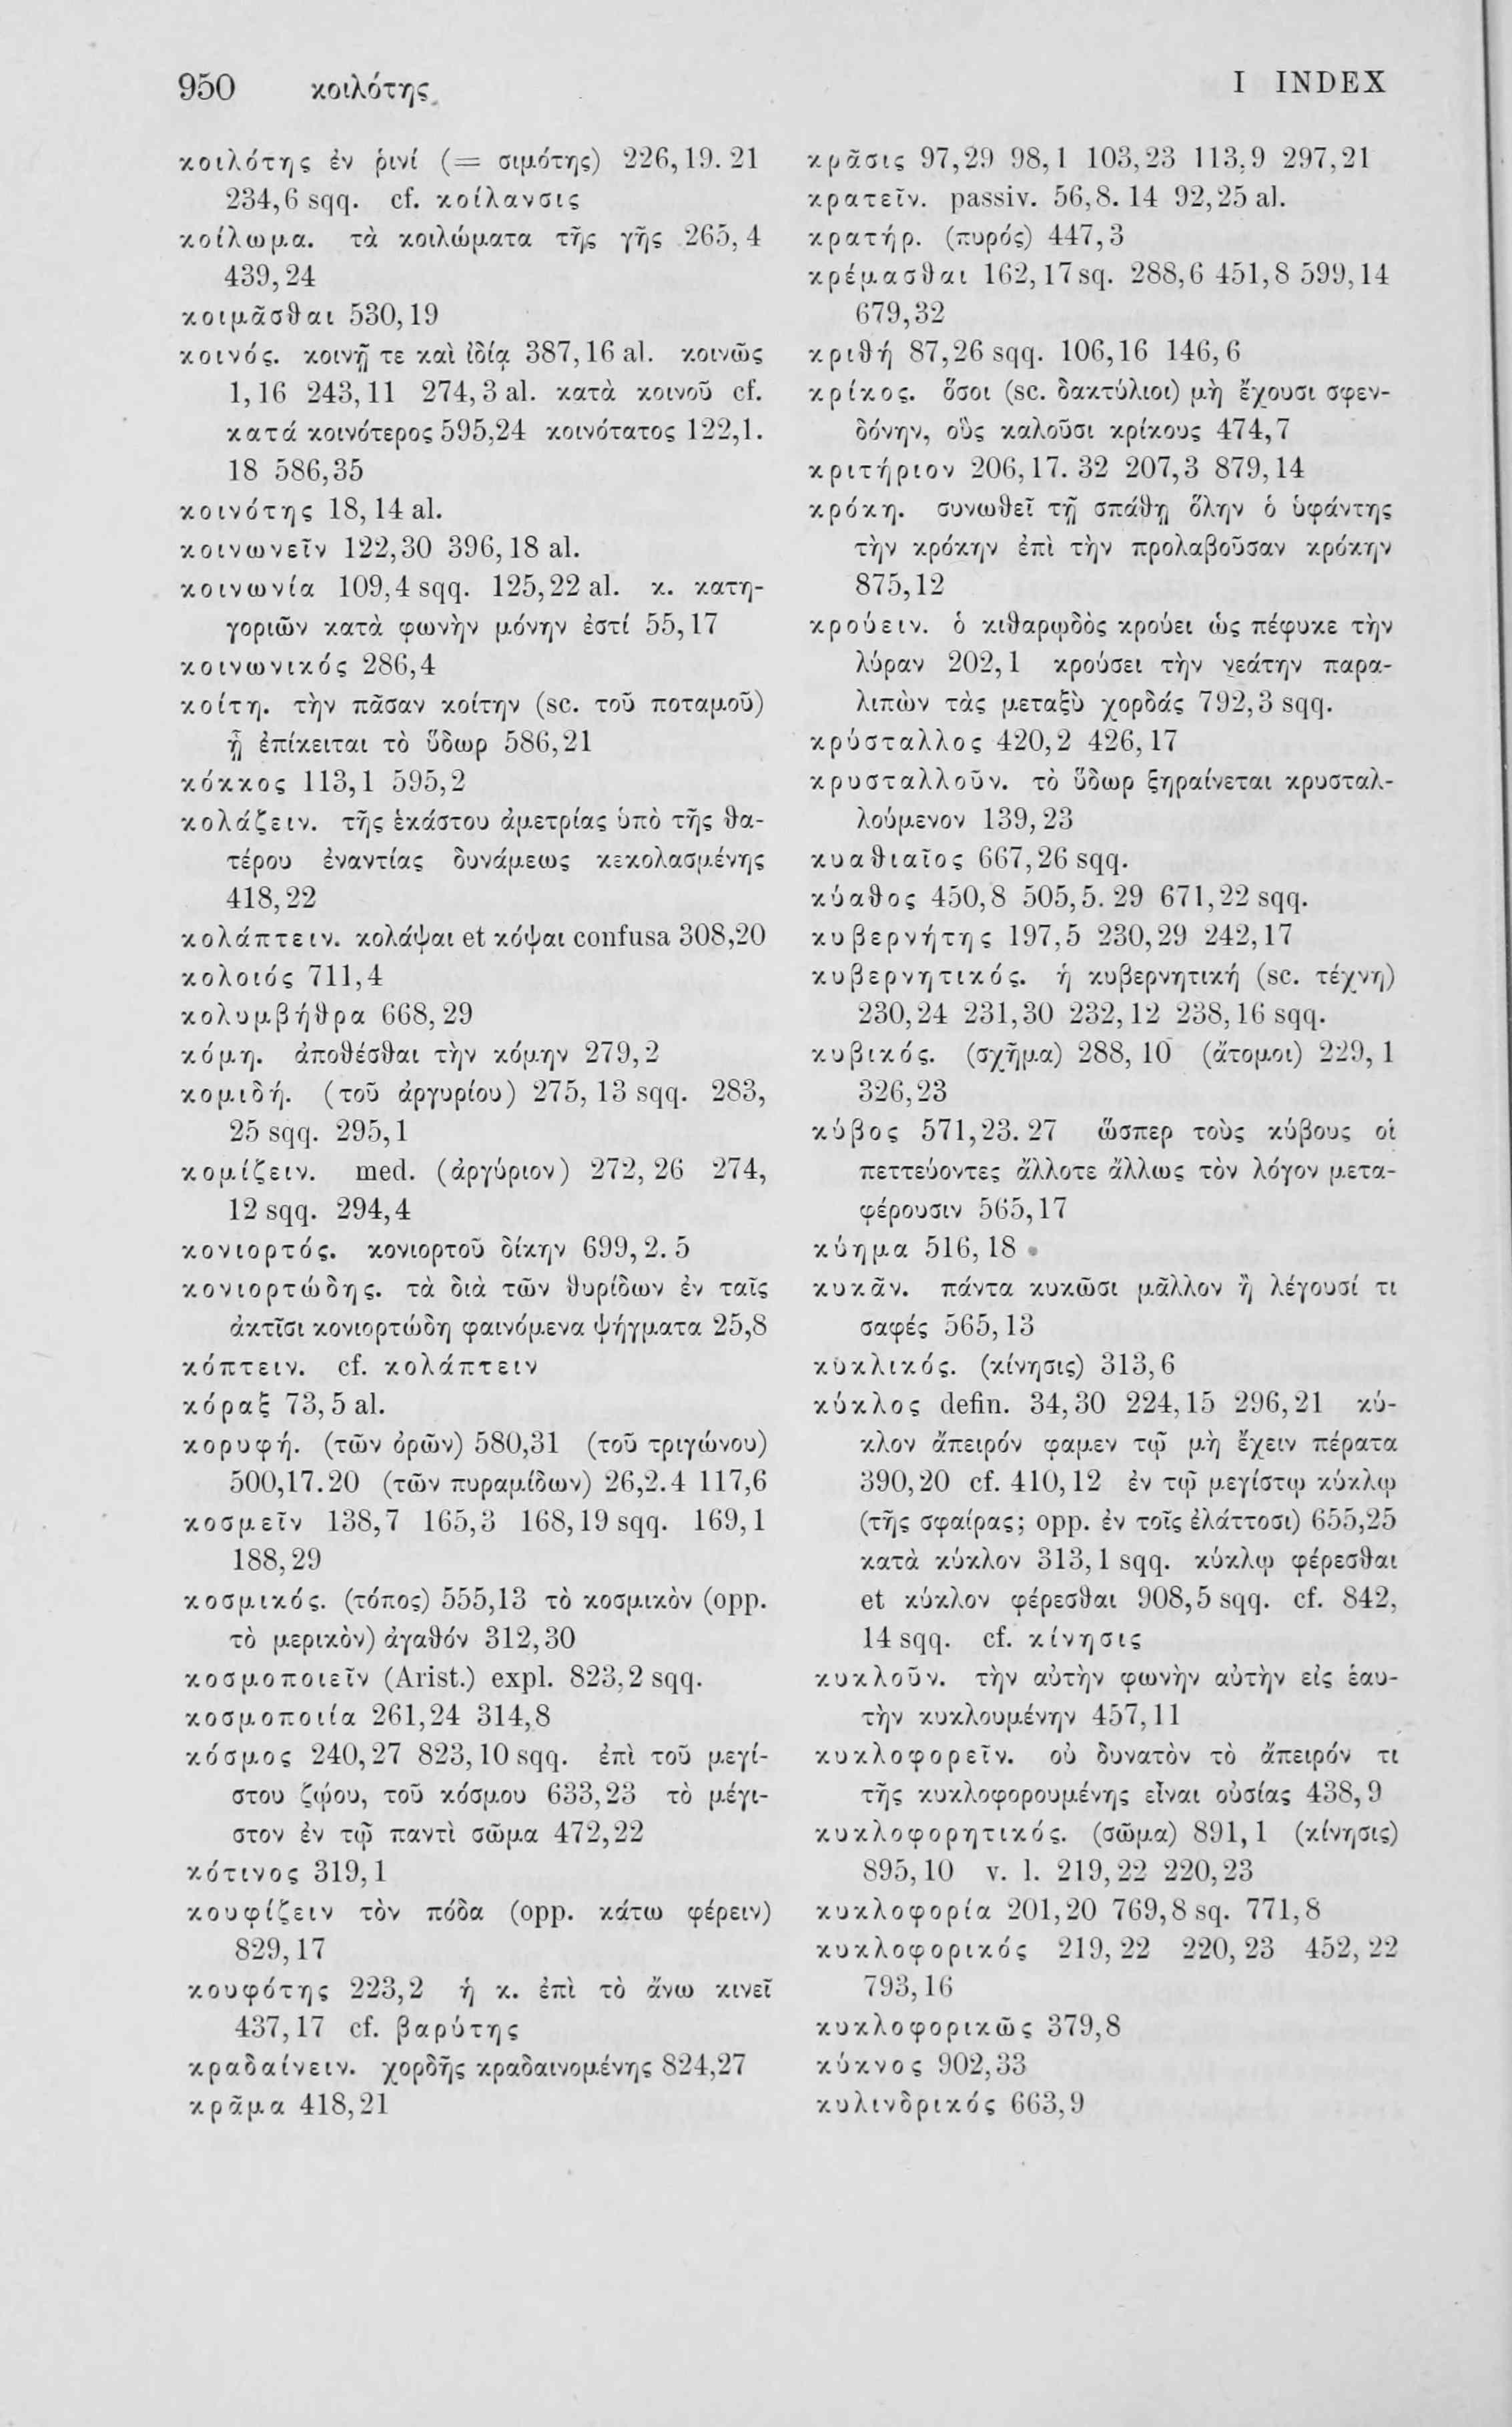 950 κοιλότης
I INDEX
κοιλότης ἐν ῥινί (= σιμότης) 226,19. 21
234,6 sqq. cf. κοίλανσις
κοίλωμα. τὰ κοιλώματα τῆς γῆς 265,4
439,24
κοιμᾶσθαι 530,19
κοινός. κοινῇ τε καὶ ἰδίᾳ 387,16 al. κοινῶς
1,16 243,11 274,3 al. κατὰ κοινοῦ cf.
κατά κοινότερος 595,24 κοινότατος 122,1.
18 586,35
κοινότης 18,14 al.
κοινωνεῖν 122,30 396,18 al.
κοινωνία 109,4 sqq. 125,22 al. κ. κατη-
γοριῶν κατὰ φωνὴν μόνην ἐστί 55,17
κοινωνικός 286,4
κοίτη. τὴν πᾶσαν κοίτην (sc. τοῦ ποταμοῦ)
ᾗ ἐπίκειται τὸ ὕδωρ 586,21
κόκκος 113,1 595,2
κολάζειν. τῆς ἑκάστου ἀμετρίας ὑπὸ τῆς θα-
τέρου ἐναντίας δυνάμεως κεκολασμένης
418,22
κολάπτειν. κολάψαι et κόψαι confusa 308,20
κολοιός 711,4
κολυμβήθρα 668,29
κόμη. ἀποθέσθαι τὴν κόμην 279,2
κομιδή. (τοῦ ἀργυρίου) 275,13 sqq. 283,
25 sqq. 295,1
κομίζειν. med. (ἀργύριον) 272,26 274,
12 sqq. 294,4
κονιορτός. κονιορτοῦ δίκην 699,2. 5
κονιορτώδης. τὰ διὰ τῶν θυρίδων ἐν ταῖς
ἀκτῖσι κονιορτώδη φαινόμενα ψήγματα 25,8
κόπτειν. cf. κολάπτειν
κόραξ 73,5 al.
κορυφή. (τῶν ὀρῶν) 580,31 (τοῦ τριγώνου)
500,17. 20 (τῶν πυραμίδων) 26,2. 4 117,6
κοσμεῖν 138,7 165,3 168,19 sqq. 169,1
188,29
κοσμικός. (τόπος) 555,13 τὸ κοσμικὸν (opp.
τὸ μερικὸν) ἀγαθόν 312,30
κοσμοποιεῖν (Arist.) expl. 823,2 sqq.
κοσμοποιία 261,24 314,8
κόσμος 240,27 823,10 sqq. ἐπὶ τοῦ μεγί-
στου ζῴου, τοῦ κόσμου 633,23 τὸ μέγι-
στον ἐν τῷ παντὶ σῶμα 472,22
κότινος 319,1
κουφίζειν τὸν πόδα (opp. κάτω φέρειν)
829,17
κουφότης 223,2 ἡ κ. ἐπὶ τὸ ἄνω κινεῖ
437,17 cf. βαρύτης
κραδαίνειν. χορδῆς κραδαινομένης 824,27
κρᾶμα 418,21
κρᾶσις 97,29 98,1 103,23 113,9 297,21
κρατεῖν. passiv. 56,8. 14 92,25 al.
κρατήρ. (πυρός) 447,3
κρέμασθαι 162,17 sq. 288,6 451,8 599,14
679,32
κριθή 87,26 sqq. 106,16 146,6
κρίκος. ὅσοι (sc. δακτύλιοι) μὴ ἔχουσι σφεν-
δόνην, οὓς καλοῦσι κρίκους 474,7
κριτήριον 206,17. 32 207,3 879,14
κρόκη. συνωθεῖ τῇ σπάθῃ ὅλην ὁ ὑφάντης
τὴν κρόκην ἐπὶ τὴν προλαβοῦσαν κρόκην
875,12
κρούειν. ὁ κιθαρῳδὸς κρούει ὡς πέφυκε τὴν
λύραν 202,1 κρούσει τὴν νεάτην παρα-
λιπὼν τὰς μεταξὺ χορδάς 792,3 sqq.
κρύσταλλος 420,2 426,17
κρυσταλλοῦν. τὸ ὕδωρ ξηραίνεται κρυσταλ-
λούμενον 139,23
κυαθιαῖος 667,26 sqq.
κύαθος 450,8 505,5. 29 671,22 sqq.
κυβερνήτης 197,5 230,29 242,17
κυβερνητικός. ἡ κυβερνητική (sc. τέχνη)
230,24 231,30 232,12 238,16 sqq.
κυβικός. (σχῆμα) 288,10 (ἄτομοι) 229,1
326,23
κύβος 571,23. 27 ὥσπερ τοὺς κύβους οἱ
πεττεύοντες ἄλλοτε ἄλλως τὸν λόγον μετα-
φέρουσιν 565,17
κύημα 516,18
κυκᾶν. πάντα κυκῶσι μᾶλλον ἢ λέγουσί τι
σαφές 565,13
κυκλικός. (κίνησις) 313,6
κύκλος defin. 34,30 224,15 296,21 κύ-
κλον ἄπειρόν φαμεν τῷ μὴ ἔχειν πέρατα
390,20 cf. 410,12 ἐν τῷ μεγίστῳ κύκλῳ
(τῆς σφαίρας; opp. ἐν τοῖς ἐλάττοσι) 655,25
κατὰ κύκλον 313,1 sqq. κύκλῳ φέρεσθαι
et κύκλον φέρεσθαι 908,5 sqq. cf. 842,
14 sqq. cf. κίνησις
κυκλοῦν. τὴν αὐτὴν φωνὴν αὐτὴν εἰς ἑαυ-
τὴν κυκλουμένην 457,11
κυκλοφορεῖν. οὐ δυνατὸν τὸ ἄπειρόν τι
τῆς κυκλοφορουμένης εἶναι οὐσίας 438,9
κυκλοφορητικός. (σῶμα) 891,1 (κίνησις)
895,10 v. l. 219,22 220,23
κυκλοφορία 201,20 769,8 sq. 771,8
κυκλοφορικός 219,22 220,23 452,22
793,16
κυκλοφορικῶς 379,8
κύκνος 902,33
κυλινδρικός 663,9